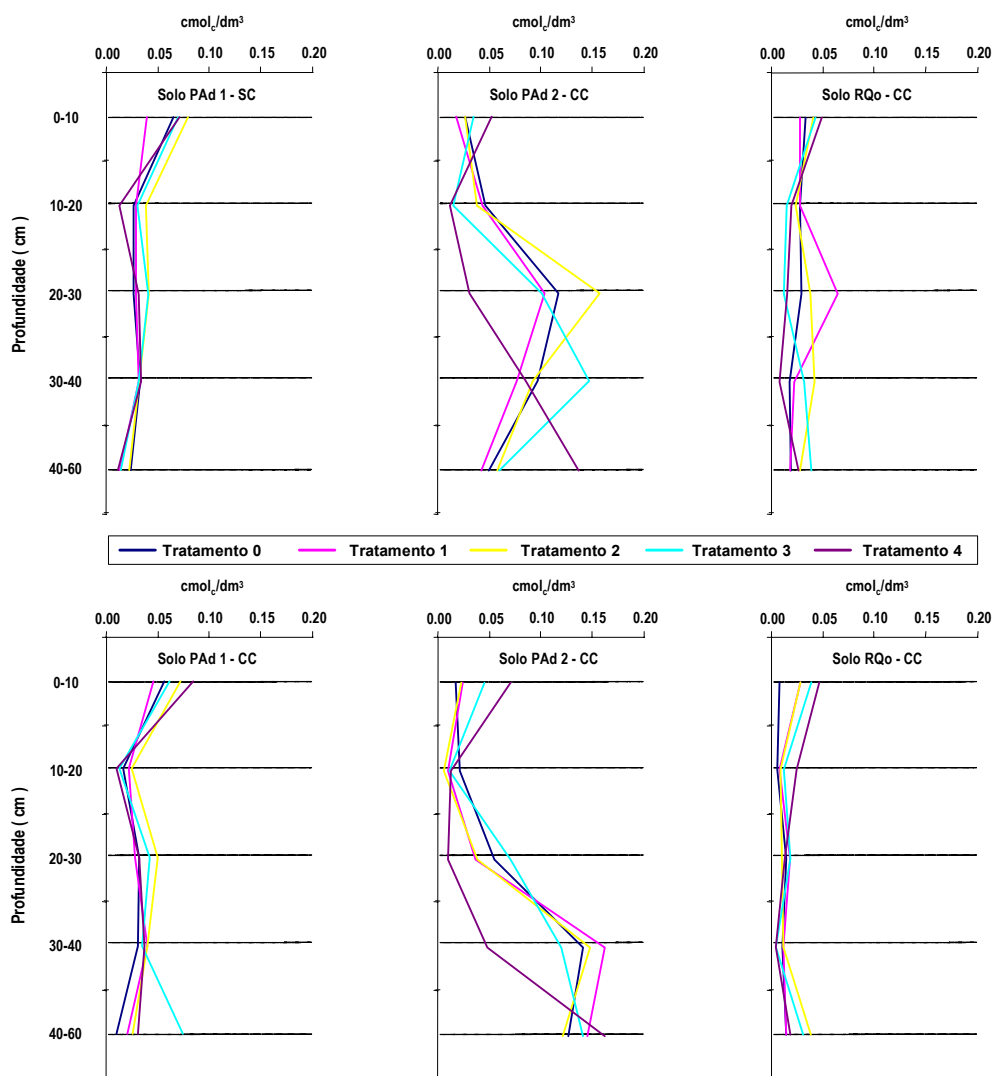 cmolc/dm³ cmolc/dm³ cmolc/dm³
0.00 0.05 0.10 0.15 0.20 0.00 0.05 0.10 0.15 0.20 0.00 0.05 0.10 0.15 0.20
Solo PAd 1 - SC Solo PAd 2 - CC Solo RQo - CC
0-10
10-20
20-30
30-40
40-60
Profundidade ( cm )
Tratamento 0 Tratamento 1 Tratamento 2 Tratamento 3 Tratamento 4
cmolc/dm³ cmolc/dm³ cmolc/dm³
0.00 0.05 0.10 0.15 0.20 0.00 0.05 0.10 0.15 0.20 0.00 0.05 0.10 0.15 0.20
Solo PAd 1 - CC Solo PAd 2 - CC Solo RQo - CC
0-10
10-20
20-30
30-40
40-60
Profundidade ( cm )